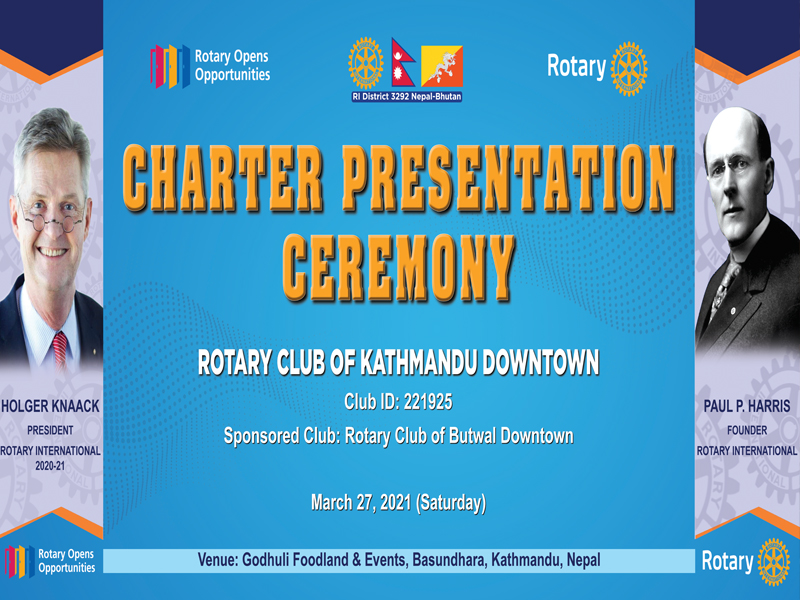 Rotary Opens
Opportunities
RI District 3292 Nepal-Bhutan
Rotary
CHARTER PRESENTATION
CEREMONY
ROTARY CLUB OF KATHMANDU DOWNTOWN
Club ID: 221925
Sponsored Club: Rotary Club of Butwal Downtown
March 27, 2021 (Saturday)
Venue: Godhuli Foodland & Events, Basundhara, Kathmandu, Nepal
HOLGER KNAACK
PRESIDENT
ROTARY INTERNATIONAL
2020-21
Rotary Opens
Opportunities
PAUL P. HARRIS
FOUNDER
ROTARY INTERNATIONAL
Rotary